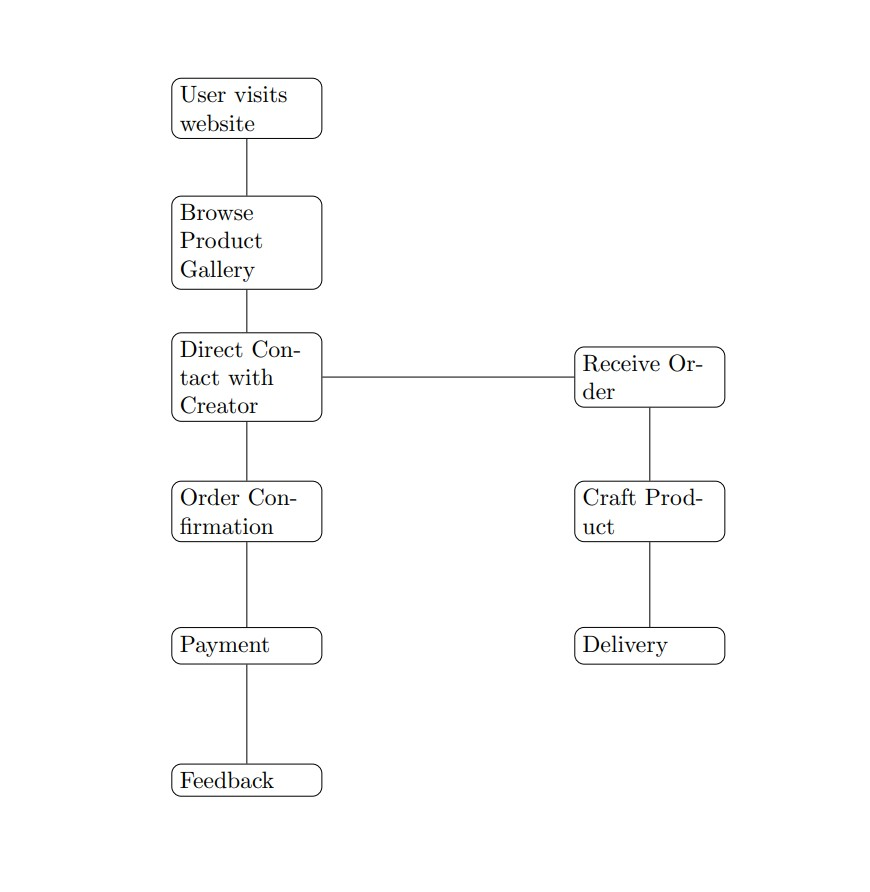 User visits
website
Browse
Product
Gallery
Direct Con-
tact with
Creator
Receive Or-
der
Order Con-
firmation
Craft Prod-
uct
Payment
Delivery
Feedback